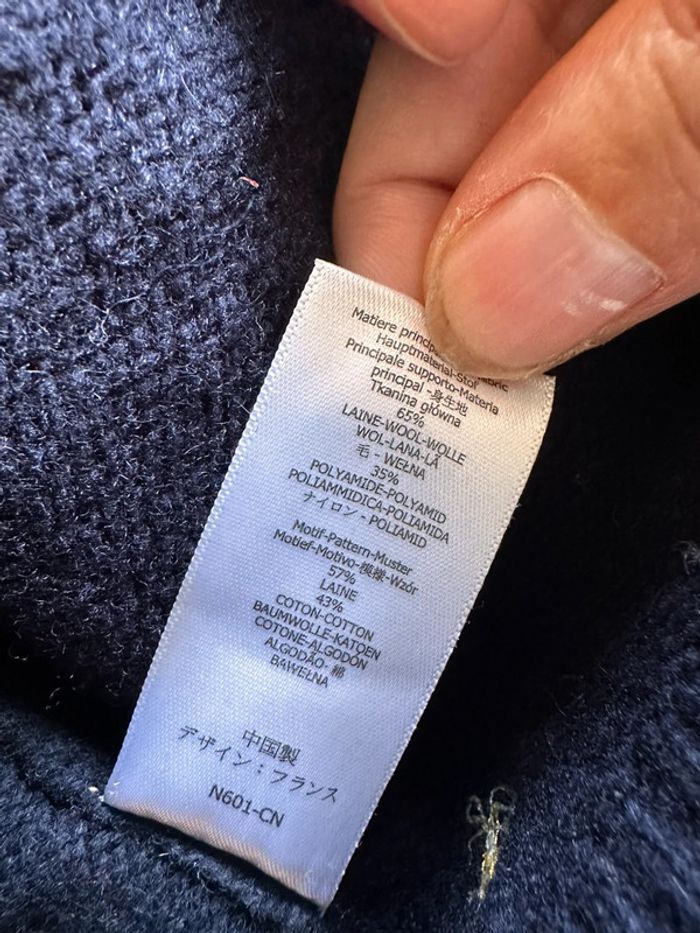 Matiere princip
Hauptmaterial-Stof
Principale supporto-Materia
principal -身生地
Tkanina główna
65%
LAINE-WOOL-WOLLE
WOL-LANA-LÃ
毛 - WEŁNA
35%
POLYAMIDE-POLYAMID
POLIAMMIDICA-POLIAMIDA
ナイロン - POLIAMID
Motif-Pattern-Muster
Motief-Motivo-模様-Wzór
57%
LAINE
43%
COTON-COTTON
BAUMWOLLE-KATOEN
COTONE-ALGODÓN
ALGODÃO- 綿
BAWEŁNA
中国製
デザイン：フランス
N601-CN